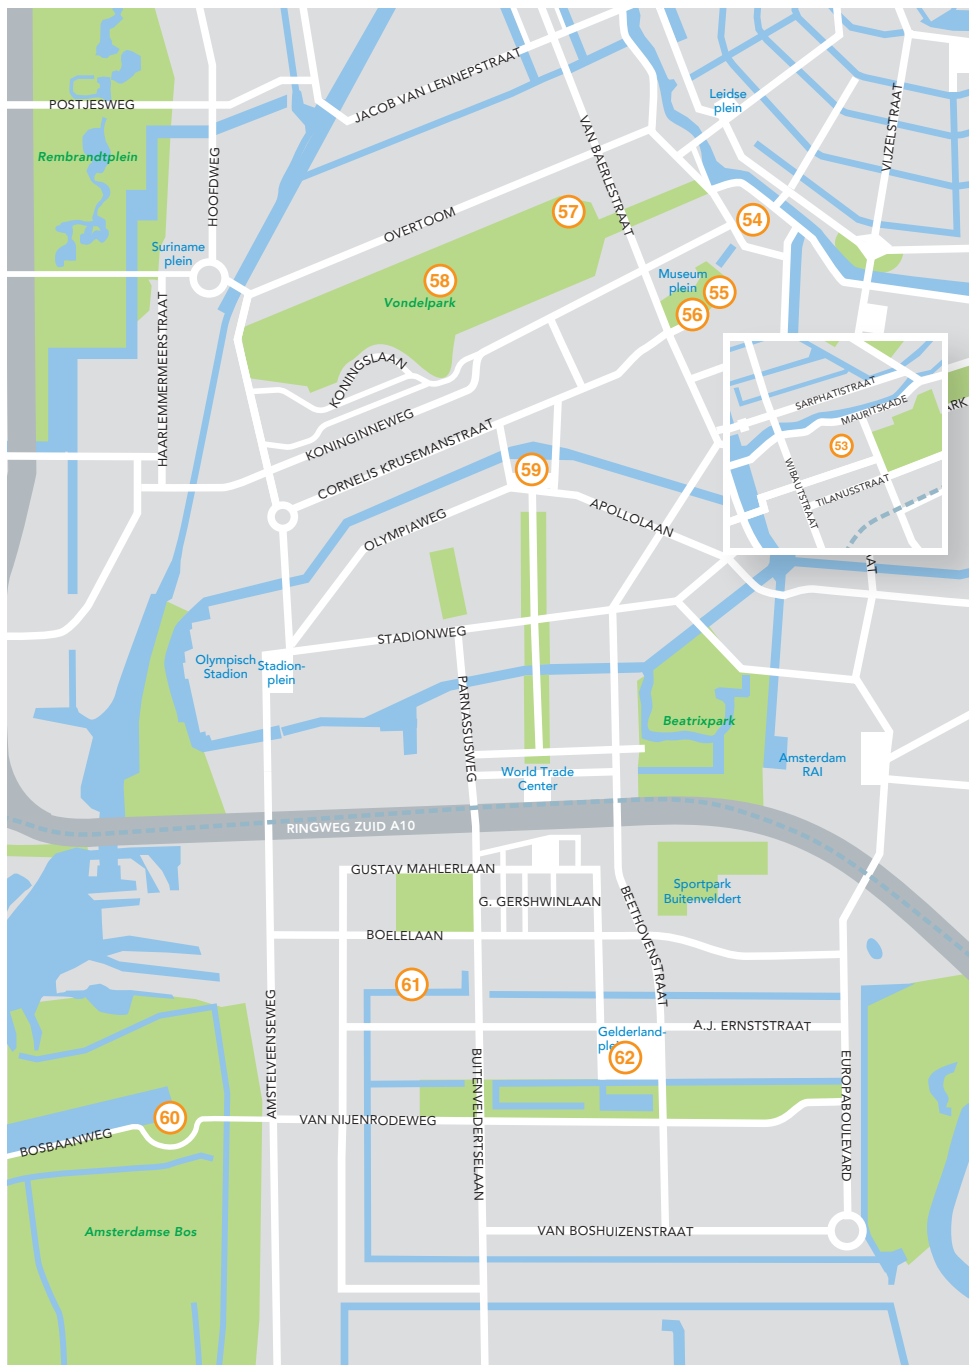 JACOB VAN LENNEPSTRAAT
Leidse
plein
POSTJESWEG
VIJZELSTRAAT
VAN BAERLESTRAAT
Rembrandtplein
HOOFDWEG
57
54
OVERTOOM
Suriname
plein
58
Vondelpark
Museum
plein
55
56
HAARLEMMERMEERSTRAAT
KONINGSLAAN
SARPHATISTRAAT
MAURITSKADE
ARK
KONINGINNEWEG
53
CORNELIS KRUSEMANSTRAAT
59
WIBAUTSTRAAT
TILANUSSTRAAT
OLYMPIAWEG
APOLLOLAAN
AT
STADIONWEG
Olympisch
Stadion
Stadion-
plein
PARNASSUSWEG
Beatrixpark
World Trade
Center
Amsterdam
RAI
RINGWEG ZUID A10
GUSTAV MAHLERLAAN
Sportpark
Buitenveldert
G. GERSHWINLAAN
BEETHOVENSTRAAT
BOELELAAN
61
AMSTELVEENSEWEG
A.J. ERNSTSTRAAT
Gelderland-
62
BUITENVELDERTSELAAN
EUROPABOULEVARD
60
VAN NIJENRODEWEG
BOSBAANWEG
Amsterdamse Bos
VAN BOSHUIZENSTRAAT